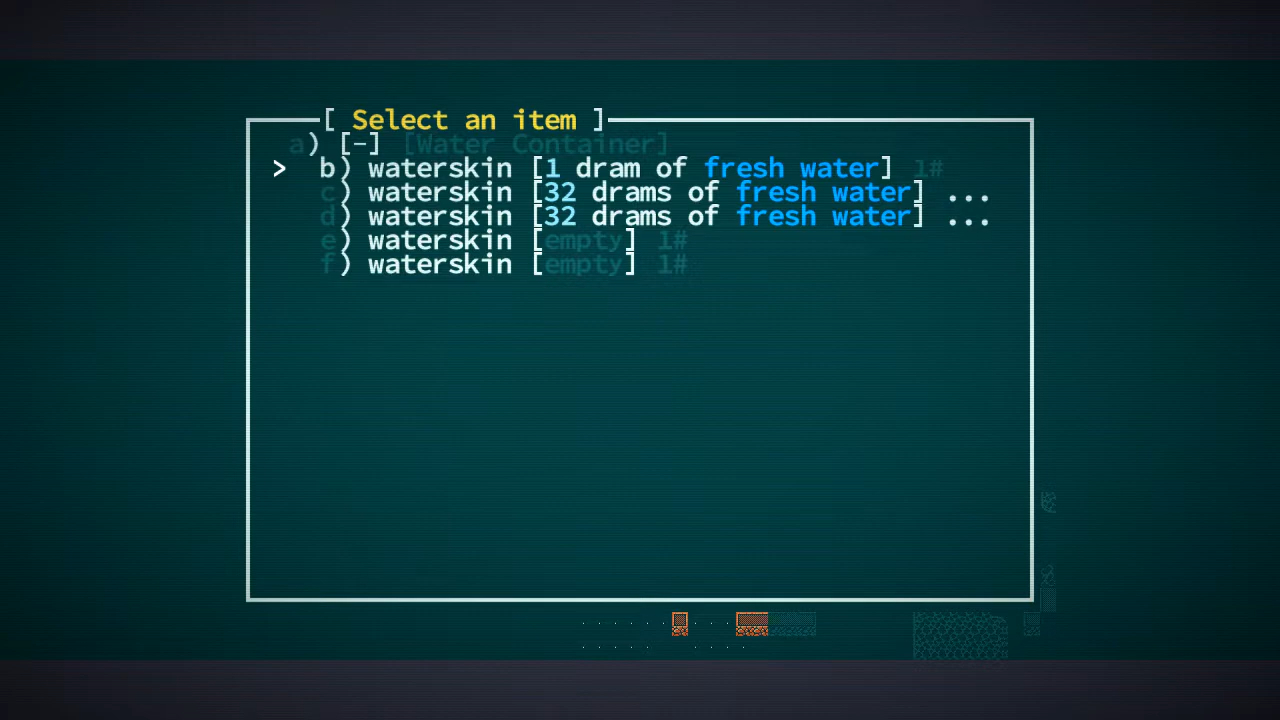 [ Select an item ]
a) [-] [Water Container]
> b) waterskin [1 dram of fresh water] 1#
c) waterskin [32 drams of fresh water] ...
d) waterskin [32 drams of fresh water] ...
e) waterskin [empty] 1#
f) waterskin [empty] 1#